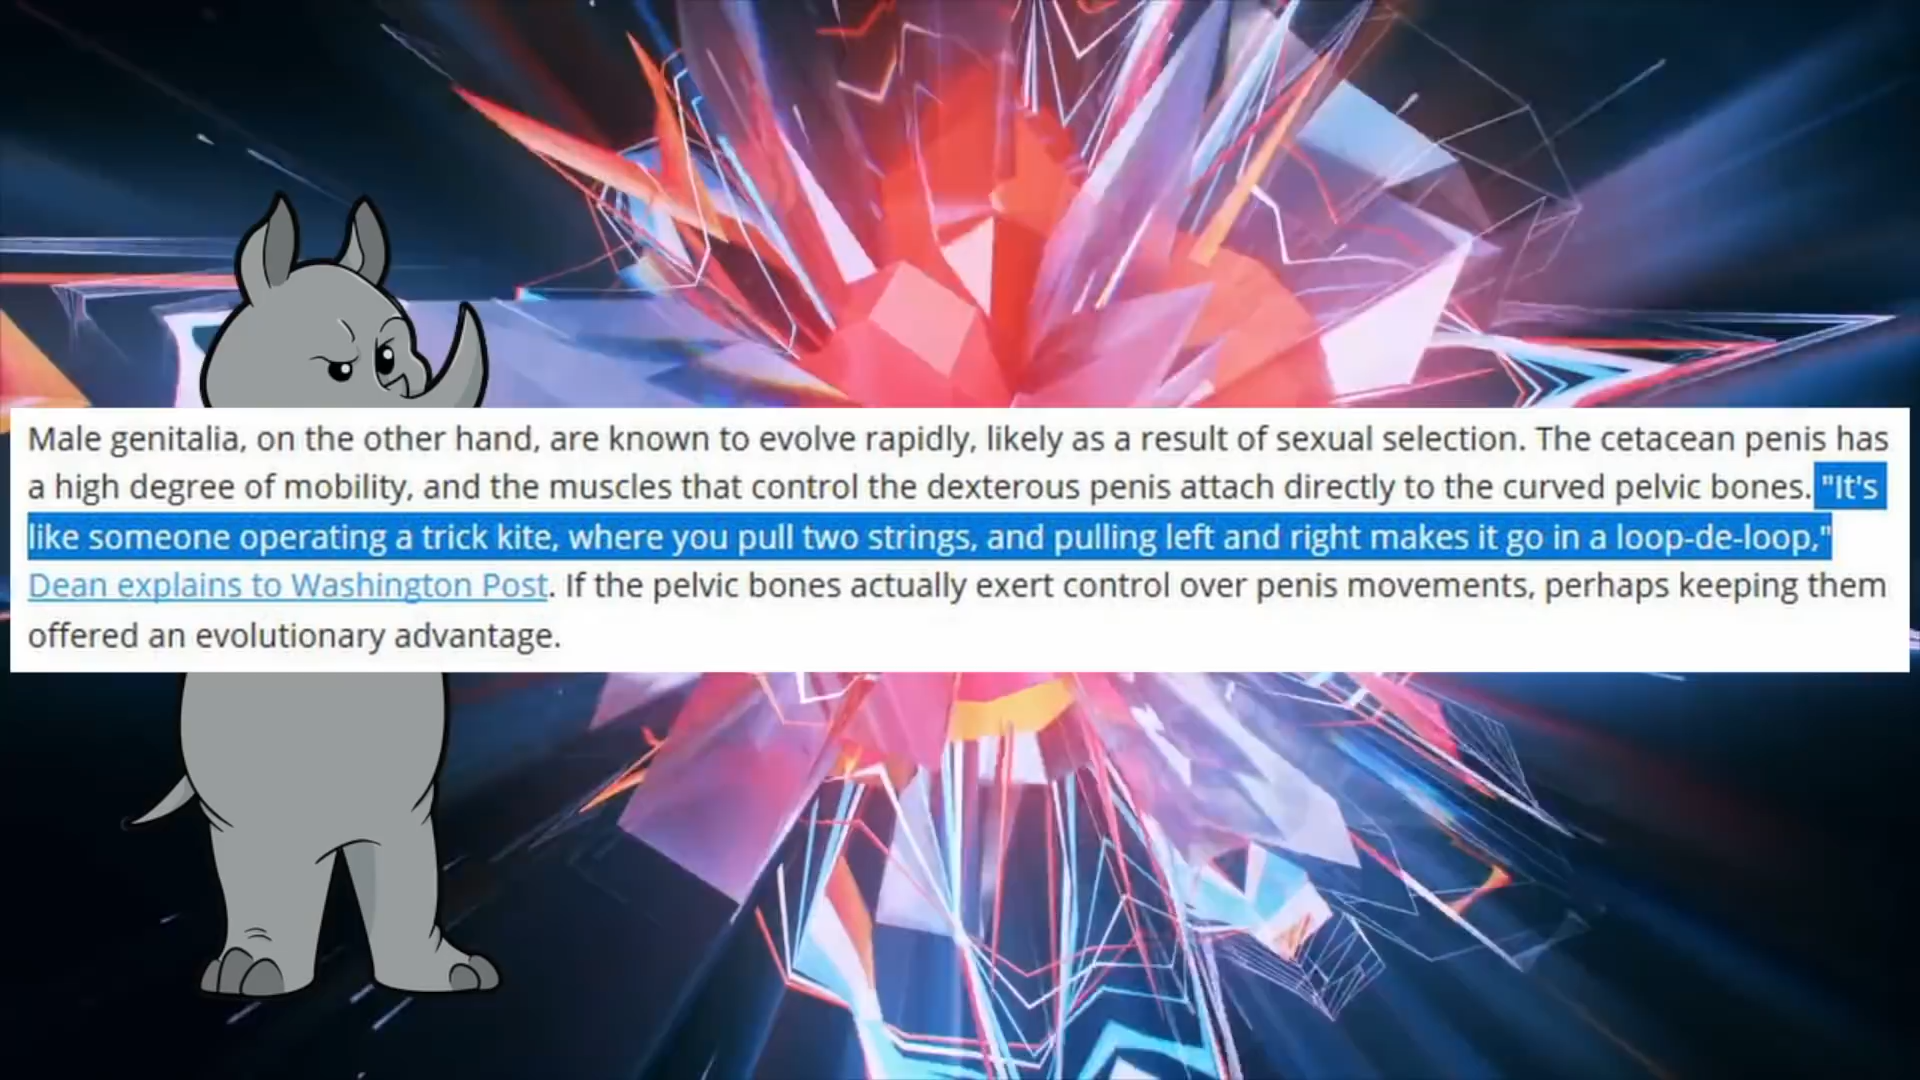 Male genitalia, on the other hand, are known to evolve rapidly, likely as a result of sexual selection. The cetacean penis has
a high degree of mobility, and the muscles that control the dexterous penis attach directly to the curved pelvic bones. "It's
like someone operating a trick kite, where you pull two strings, and pulling left and right makes it go in a loop-de-loop,"
Dean explains to Washington Post. If the pelvic bones actually exert control over penis movements, perhaps keeping them
offered an evolutionary advantage.